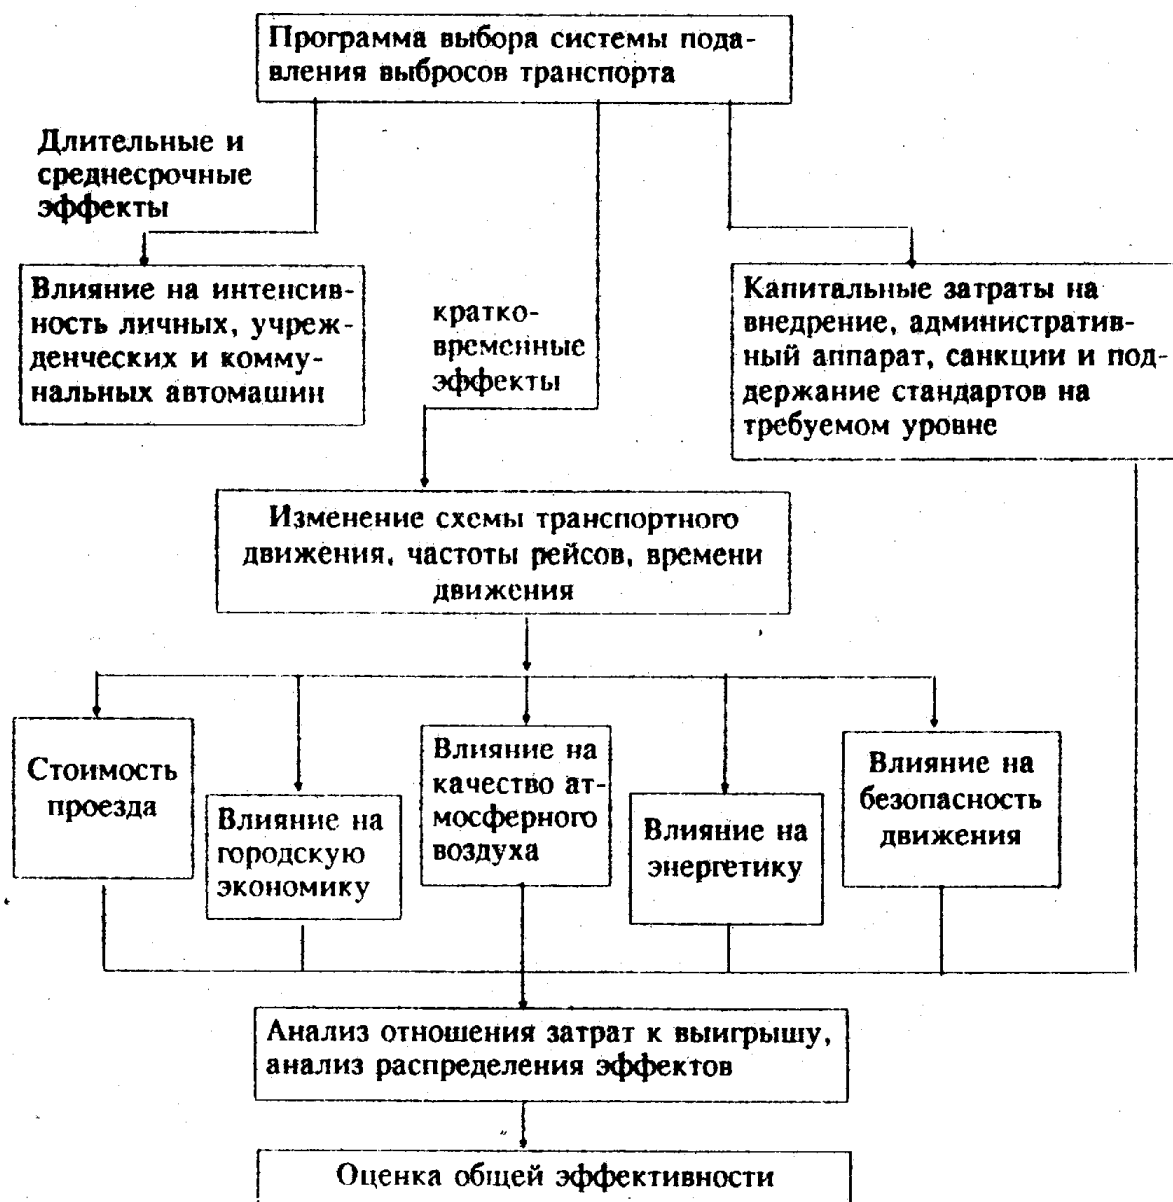 Программа выбора системы пода-
вления выбросов транспорта
Длительные и
среднесрочные
эффекты
Влияние на интенсив-
ность личных, учреж-
денческих и комму-
нальных автомашин
кратко-
временные
эффекты
Капитальные затраты на
внедрение, административ-
ный аппарат, санкции и под-
держание стандартов на
требуемом уровне
Изменение схемы транспортного
движения, частоты рейсов, времени
движения
Стоимость
проезда
Влияние на
городскую
экономику
Влияние на
качество ат-
мосферного
воздуха
Влияние на
энергетику
Влияние на
безопасность
движения
Анализ отношения затрат к выигрышу,
анализ распределения эффектов
Оценка общей эффективности